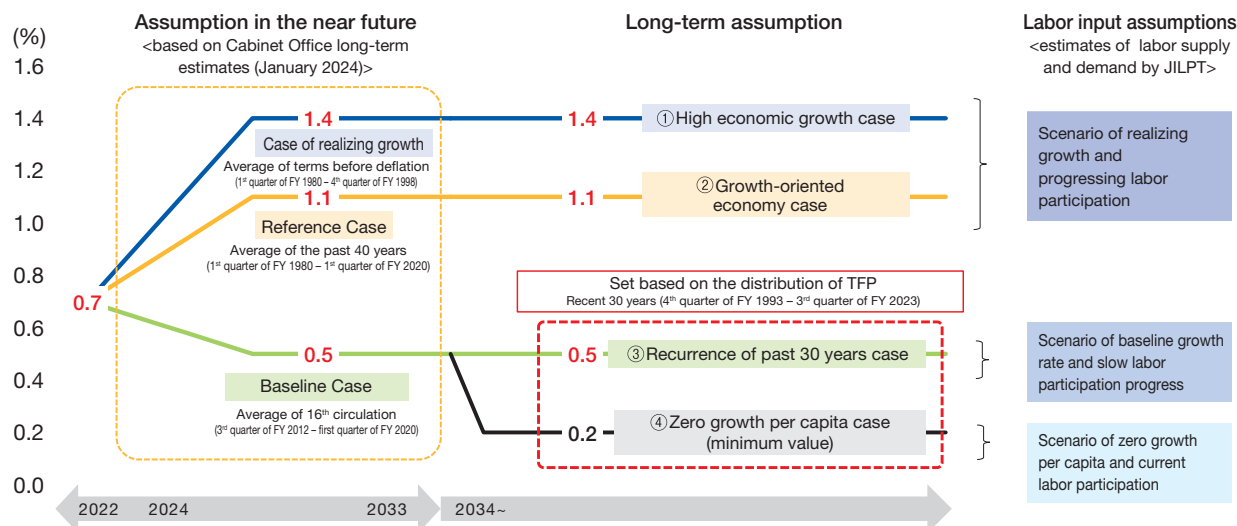 Assumption in the near future
<based on Cabinet Office long-term
estimates (January 2024)>
Long-term assumption
Labor input assumptions
<estimates of labor supply
and demand by JILPT>
(%)
1.6
1.4
1.2
1.0
0.8
0.6
0.4
0.2
0.0
0.7
1.4
Case of realizing growth
Average of terms before deflation
(1st quarter of FY 1980 – 4th quarter of FY 1998)
1.1
Reference Case
Average of the past 40 years
(1st quarter of FY 1980 – 1st quarter of FY 2020)
0.5
Baseline Case
Average of 16th circulation
(3rd quarter of FY 2012 – first quarter of FY 2020)
1.4
①High economic growth case
1.1
②Growth-oriented
economy case
Set based on the distribution of TFP
Recent 30 years (4th quarter of FY 1993 – 3rd quarter of FY 2023)
0.5
③Recurrence of past 30 years case
0.2
④Zero growth per capita case
(minimum value)
Scenario of realizing
growth and
progressing labor
participation
Scenario of baseline growth
rate and slow labor
participation progress
Scenario of zero growth
per capita and current
labor participation
2022
2024
2033
2034~